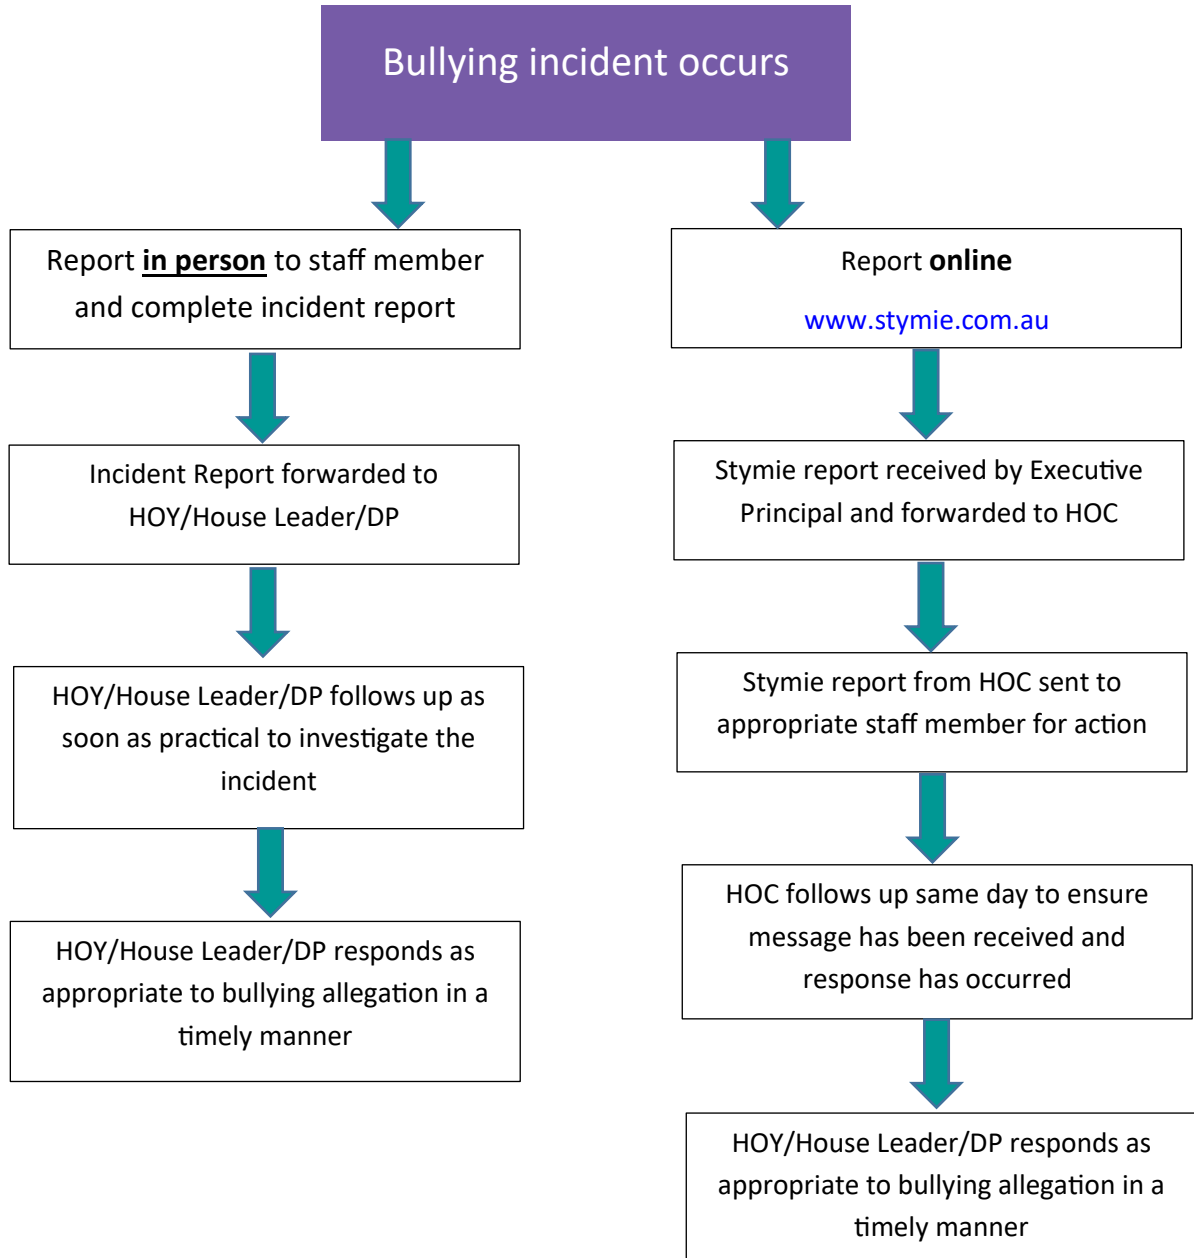 Bullying incident occurs
Report in person to staff member
and complete incident report
Incident Report forwarded to
HOY/House Leader/DP
HOY/House Leader/DP follows up as
soon as practical to investigate the
incident
HOY/House Leader/DP responds as
appropriate to bullying allegation in a
timely manner
Report online
www.stymie.com.au
Stymie report received by Executive
Principal and forwarded to HOC
Stymie report from HOC sent to
appropriate staff member for action
HOC follows up same day to ensure
message has been received and
response has occurred
HOY/House Leader/DP responds as
appropriate to bullying allegation in a
timely manner